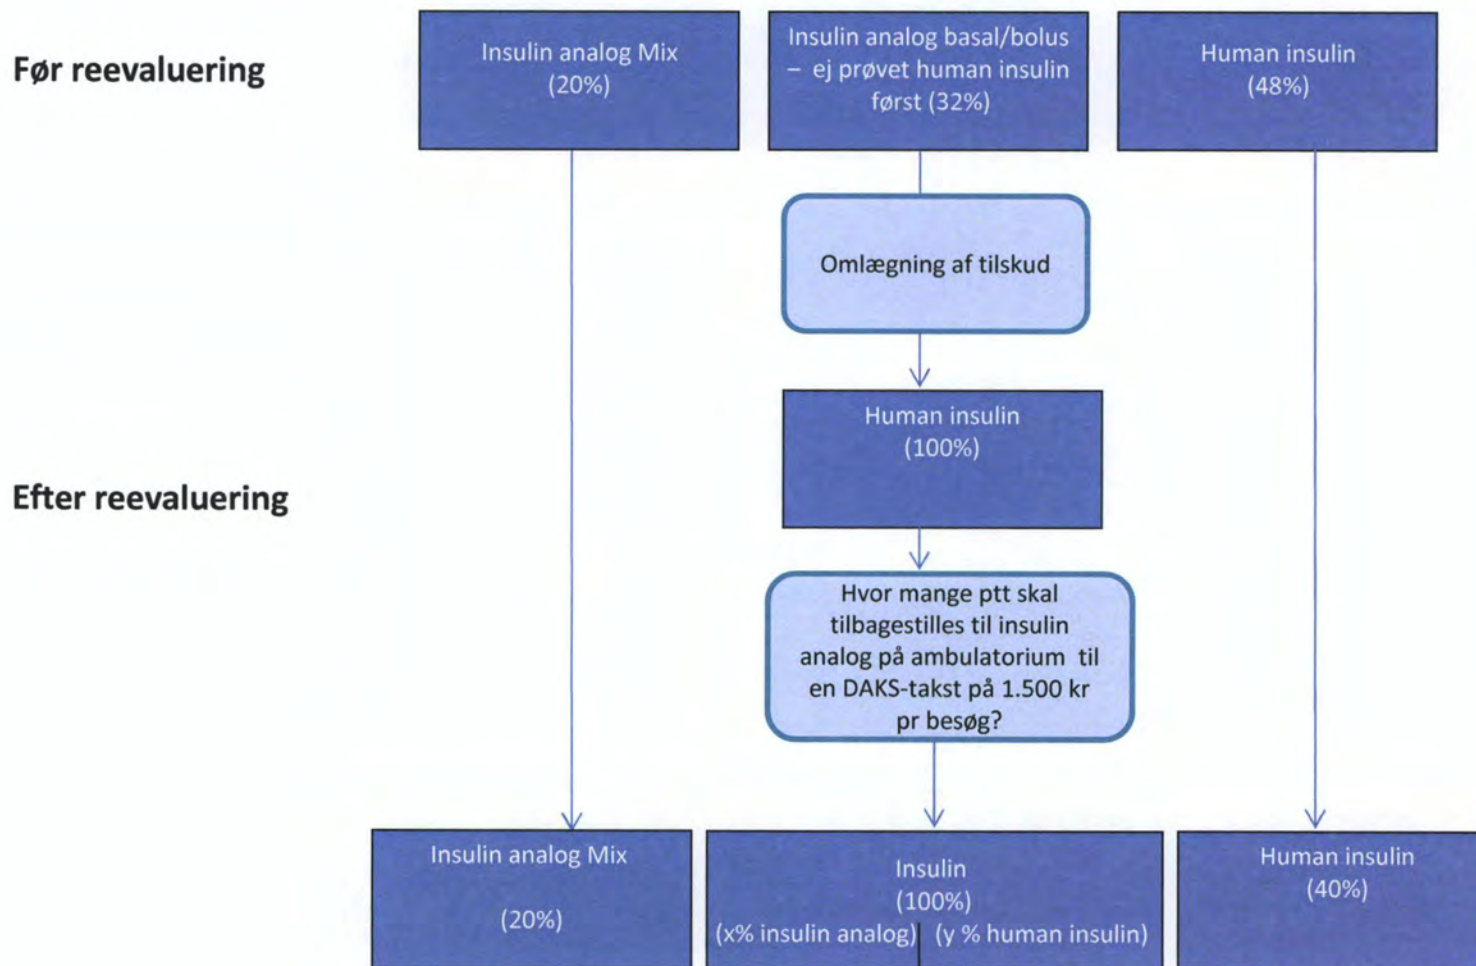 Før reevaluering
Insulin analog Mix
(20%)
Insulin analog basal/bolus
– ej prøvet human insulin
først (32%)
Human insulin
(48%)
Omlægning af tilskud
Human insulin
(100%)
Efter reevaluering
Hvor mange ptt skal
tilbagestilles til insulin
analog på ambulatorium til
en DAKS-takst på 1.500 kr
pr besøg?
Insulin analog Mix
(20%)
Insulin
(100%)
(x% insulin analog) (y % human insulin)
Human insulin
(40%)